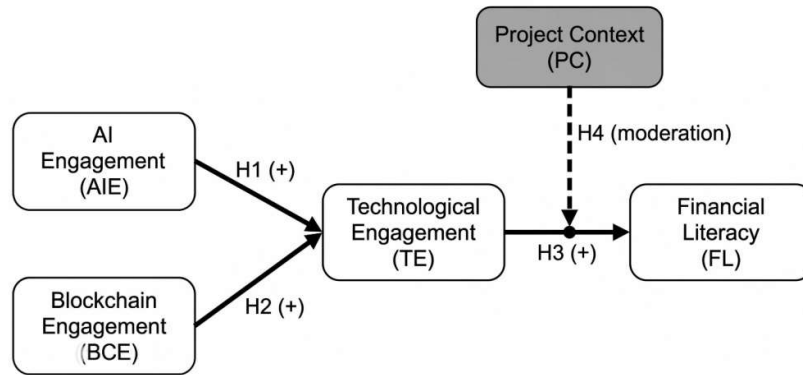 Project Context
(PC)
AI
Engagement
(AIE)
H1 (+)
H4 (moderation)
Technological
Engagement
(TE)
H3 (+)
Financial
Literacy
(FL)
Blockchain
Engagement
(BCE)
H2 (+)